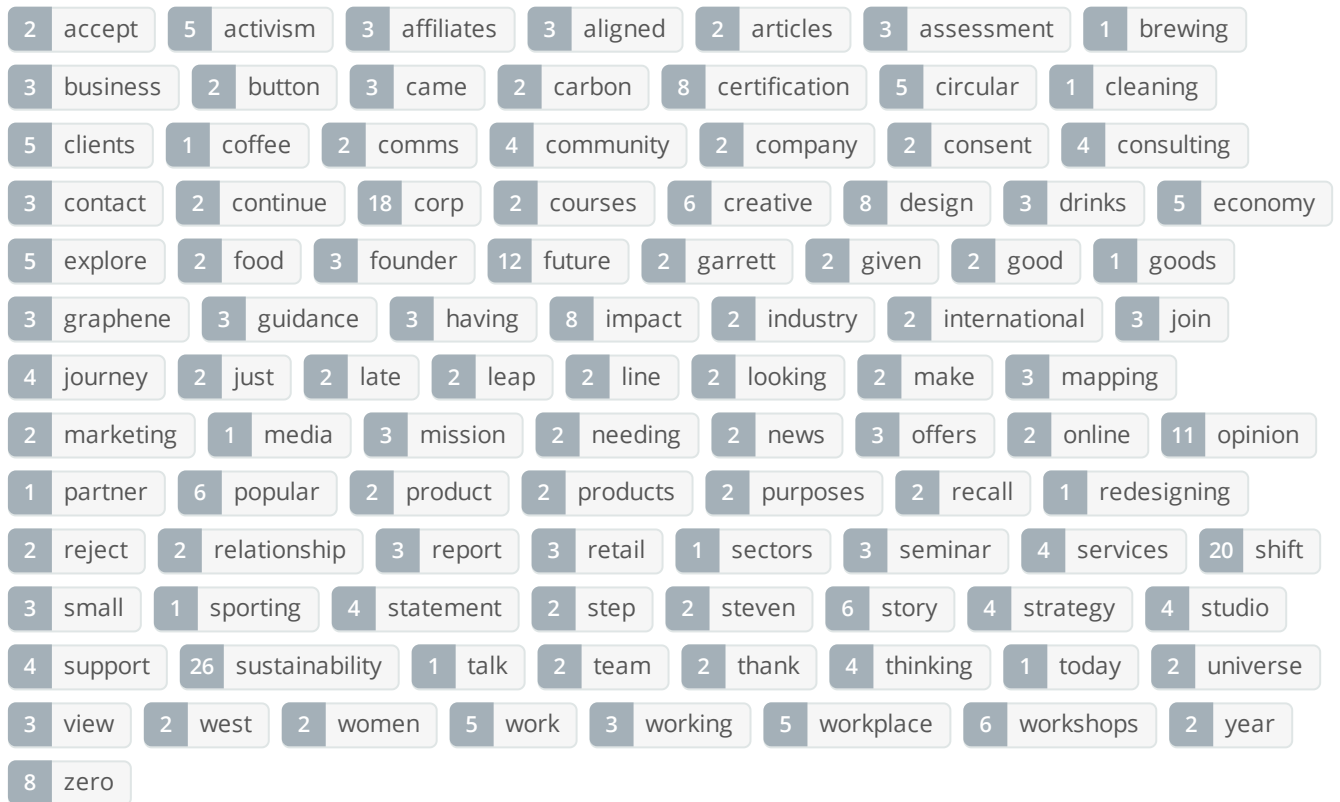 2 accept 5 activism 3 affiliates 3 aligned 2 articles 3 assessment 1 brewing
3 business 2 button 3 came 2 carbon 8 certification 5 circular 1 cleaning
5 clients 1 coffee 2 comms 4 community 2 company 2 consent 4 consulting
3 contact 2 continue 18 corp 2 courses 6 creative 8 design 3 drinks 5 economy
5 explore 2 food 3 founder 12 future 2 garrett 2 given 2 good 1 goods
3 graphene 3 guidance 3 having 8 impact 2 industry 2 international 3 join
4 journey 2 just 2 late 2 leap 2 line 2 looking 2 make 3 mapping
2 marketing 1 media 3 mission 2 needing 2 news 3 offers 2 online 11 opinion
1 partner 6 popular 2 product 2 products 2 purposes 2 recall 1 redesigning
2 reject 2 relationship 3 report 3 retail 1 sectors 3 seminar 4 services 20 shift
3 small 1 sporting 4 statement 2 step 2 steven 6 story 4 strategy 4 studio
4 support 26 sustainability 1 talk 2 team 2 thank 4 thinking 1 today 2 universe
3 view 2 west 2 women 5 work 3 working 5 workplace 6 workshops 2 year
8 zero